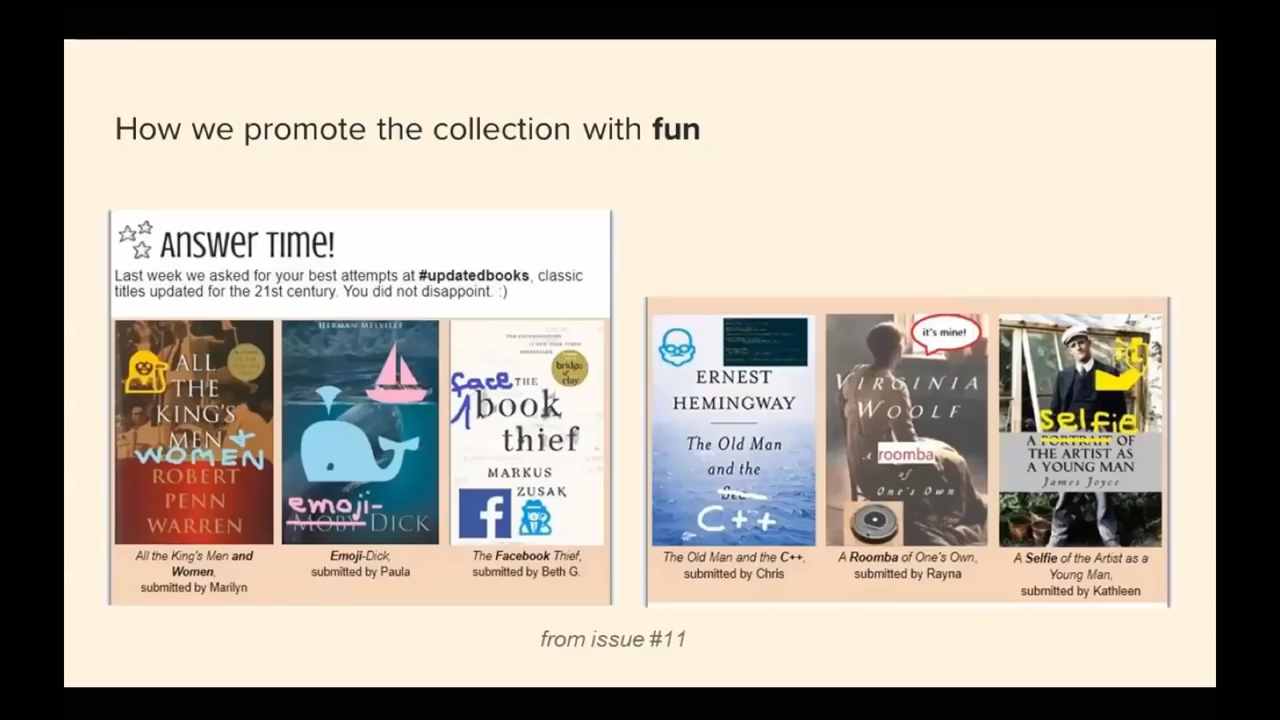 How we promote the collection with fun
Answer Time!
Last week we asked for your best attempts at #updatedbooks, classic
titles updated for the 21st century. You did not disappoint. :)
ALL
THE
KING'S
MEN +
WOMEN
ROBERT
PENN
WARREN
All the King's Men and
Women,
submitted by Marilyn
HERMAN MELVILLE
emoji-
MOBY DICK
Emoji-Dick,
submitted by Paula
bridge
of
clay
face THE
book
thief
MARKUS
ZUSAK
f
The Facebook Thief,
submitted by Beth G.
ERNEST
HEMINGWAY
The Old Man
and the
Sea
C++
The Old Man and the C++,
submitted by Chris
it's mine!
VIRGINIA
WOOLF
A roomba
of
One's Own
A Roomba of One's Own,
submitted by Rayna
selfie
A PORTRAIT OF
THE ARTIST AS
A YOUNG MAN
James Joyce
A Selfie of the Artist as a
Young Man,
submitted by Kathleen
from issue #11